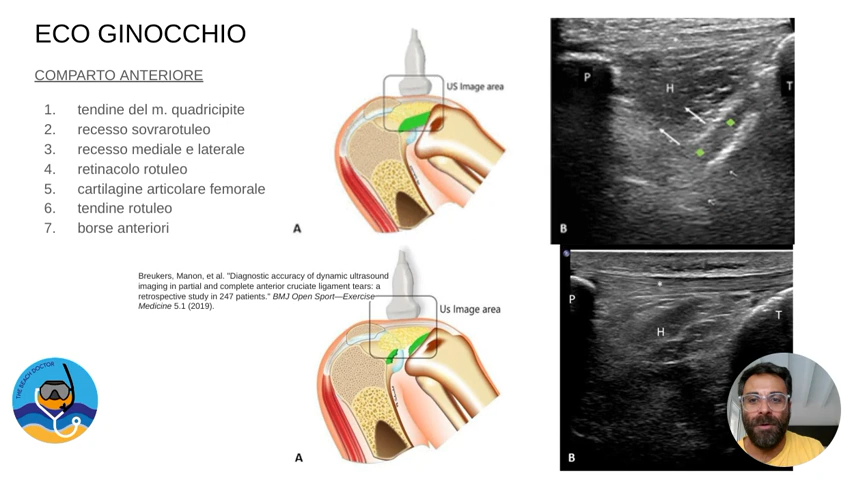 ECO GINOCCHIO
COMPARTO ANTERIORE
1. tendine del m. quadricipite
2. recesso sovrarotuleo
3. recesso mediale e laterale
4. retinacolo rotuleo
5. cartilagine articolare femorale
6. tendine rotuleo
7. borse anteriori
US Image area
A
P
H
T
B
Breukers, Manon, et al. "Diagnostic accuracy of dynamic ultrasound
imaging in partial and complete anterior cruciate ligament tears: a
retrospective study in 247 patients." BMJ Open Sport—Exercise
Medicine 5.1 (2019).
Us Image area
A
P
*
H
T
B
THE BEACH DOCTOR